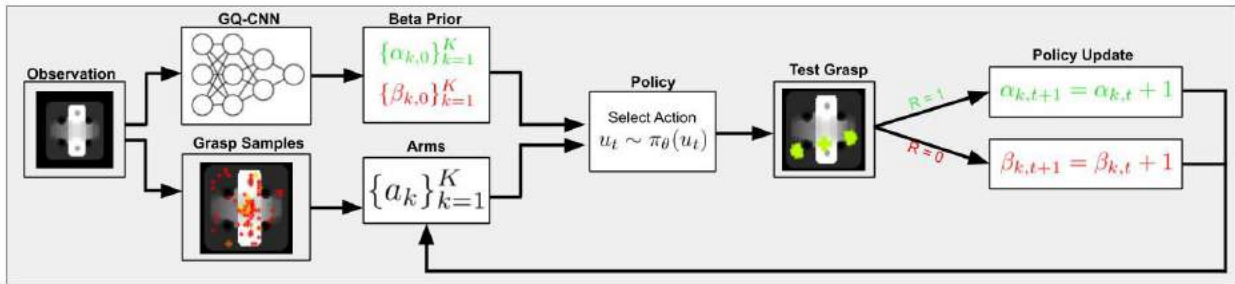 GQ-CNN
Beta Prior
{α_{k,0}}_{k=1}^{K}
{β_{k,0}}_{k=1}^{K}
Observation
Grasp Samples
Arms
{a_k}_{k=1}^{K}
Policy
Select Action
u_t ∼ π_θ(u_t)
Test Grasp
R = 1
R = 0
Policy Update
α_{k,t+1} = α_{k,t} + 1
β_{k,t+1} = β_{k,t} + 1